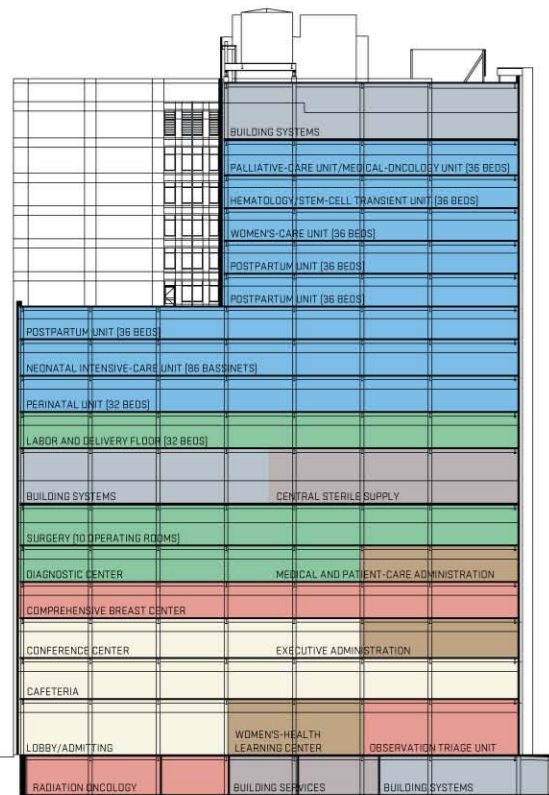 BUILDING SYSTEMS
PALLIATIVE-CARE UNIT/MEDICAL-ONCOLOGY UNIT (36 BEDS)
HEMATOLOGY/STEM-CELL TRANSIENT UNIT (36 BEDS)
WOMEN'S-CARE UNIT (36 BEDS)
POSTPARTUM UNIT (36 BEDS)
POSTPARTUM UNIT (36 BEDS)
POSTPARTUM UNIT (36 BEDS)
NEONATAL INTENSIVE-CARE UNIT (86 BASSINETS)
PERINATAL UNIT (32 BEDS)
LABOR AND DELIVERY FLOOR (32 BEDS)
BUILDING SYSTEMS
CENTRAL STERILE SUPPLY
SURGERY (10 OPERATING ROOMS)
DIAGNOSTIC CENTER
MEDICAL AND PATIENT-CARE ADMINISTRATION
COMPREHENSIVE BREAST CENTER
CONFERENCE CENTER
EXECUTIVE ADMINISTRATION
CAFETERIA
LOBBY/ADMITTING
WOMEN'S-HEALTH
LEARNING CENTER
OBSERVATION TRIAGE UNIT
RADIATION ONCOLOGY
BUILDING SERVICES
BUILDING SYSTEMS